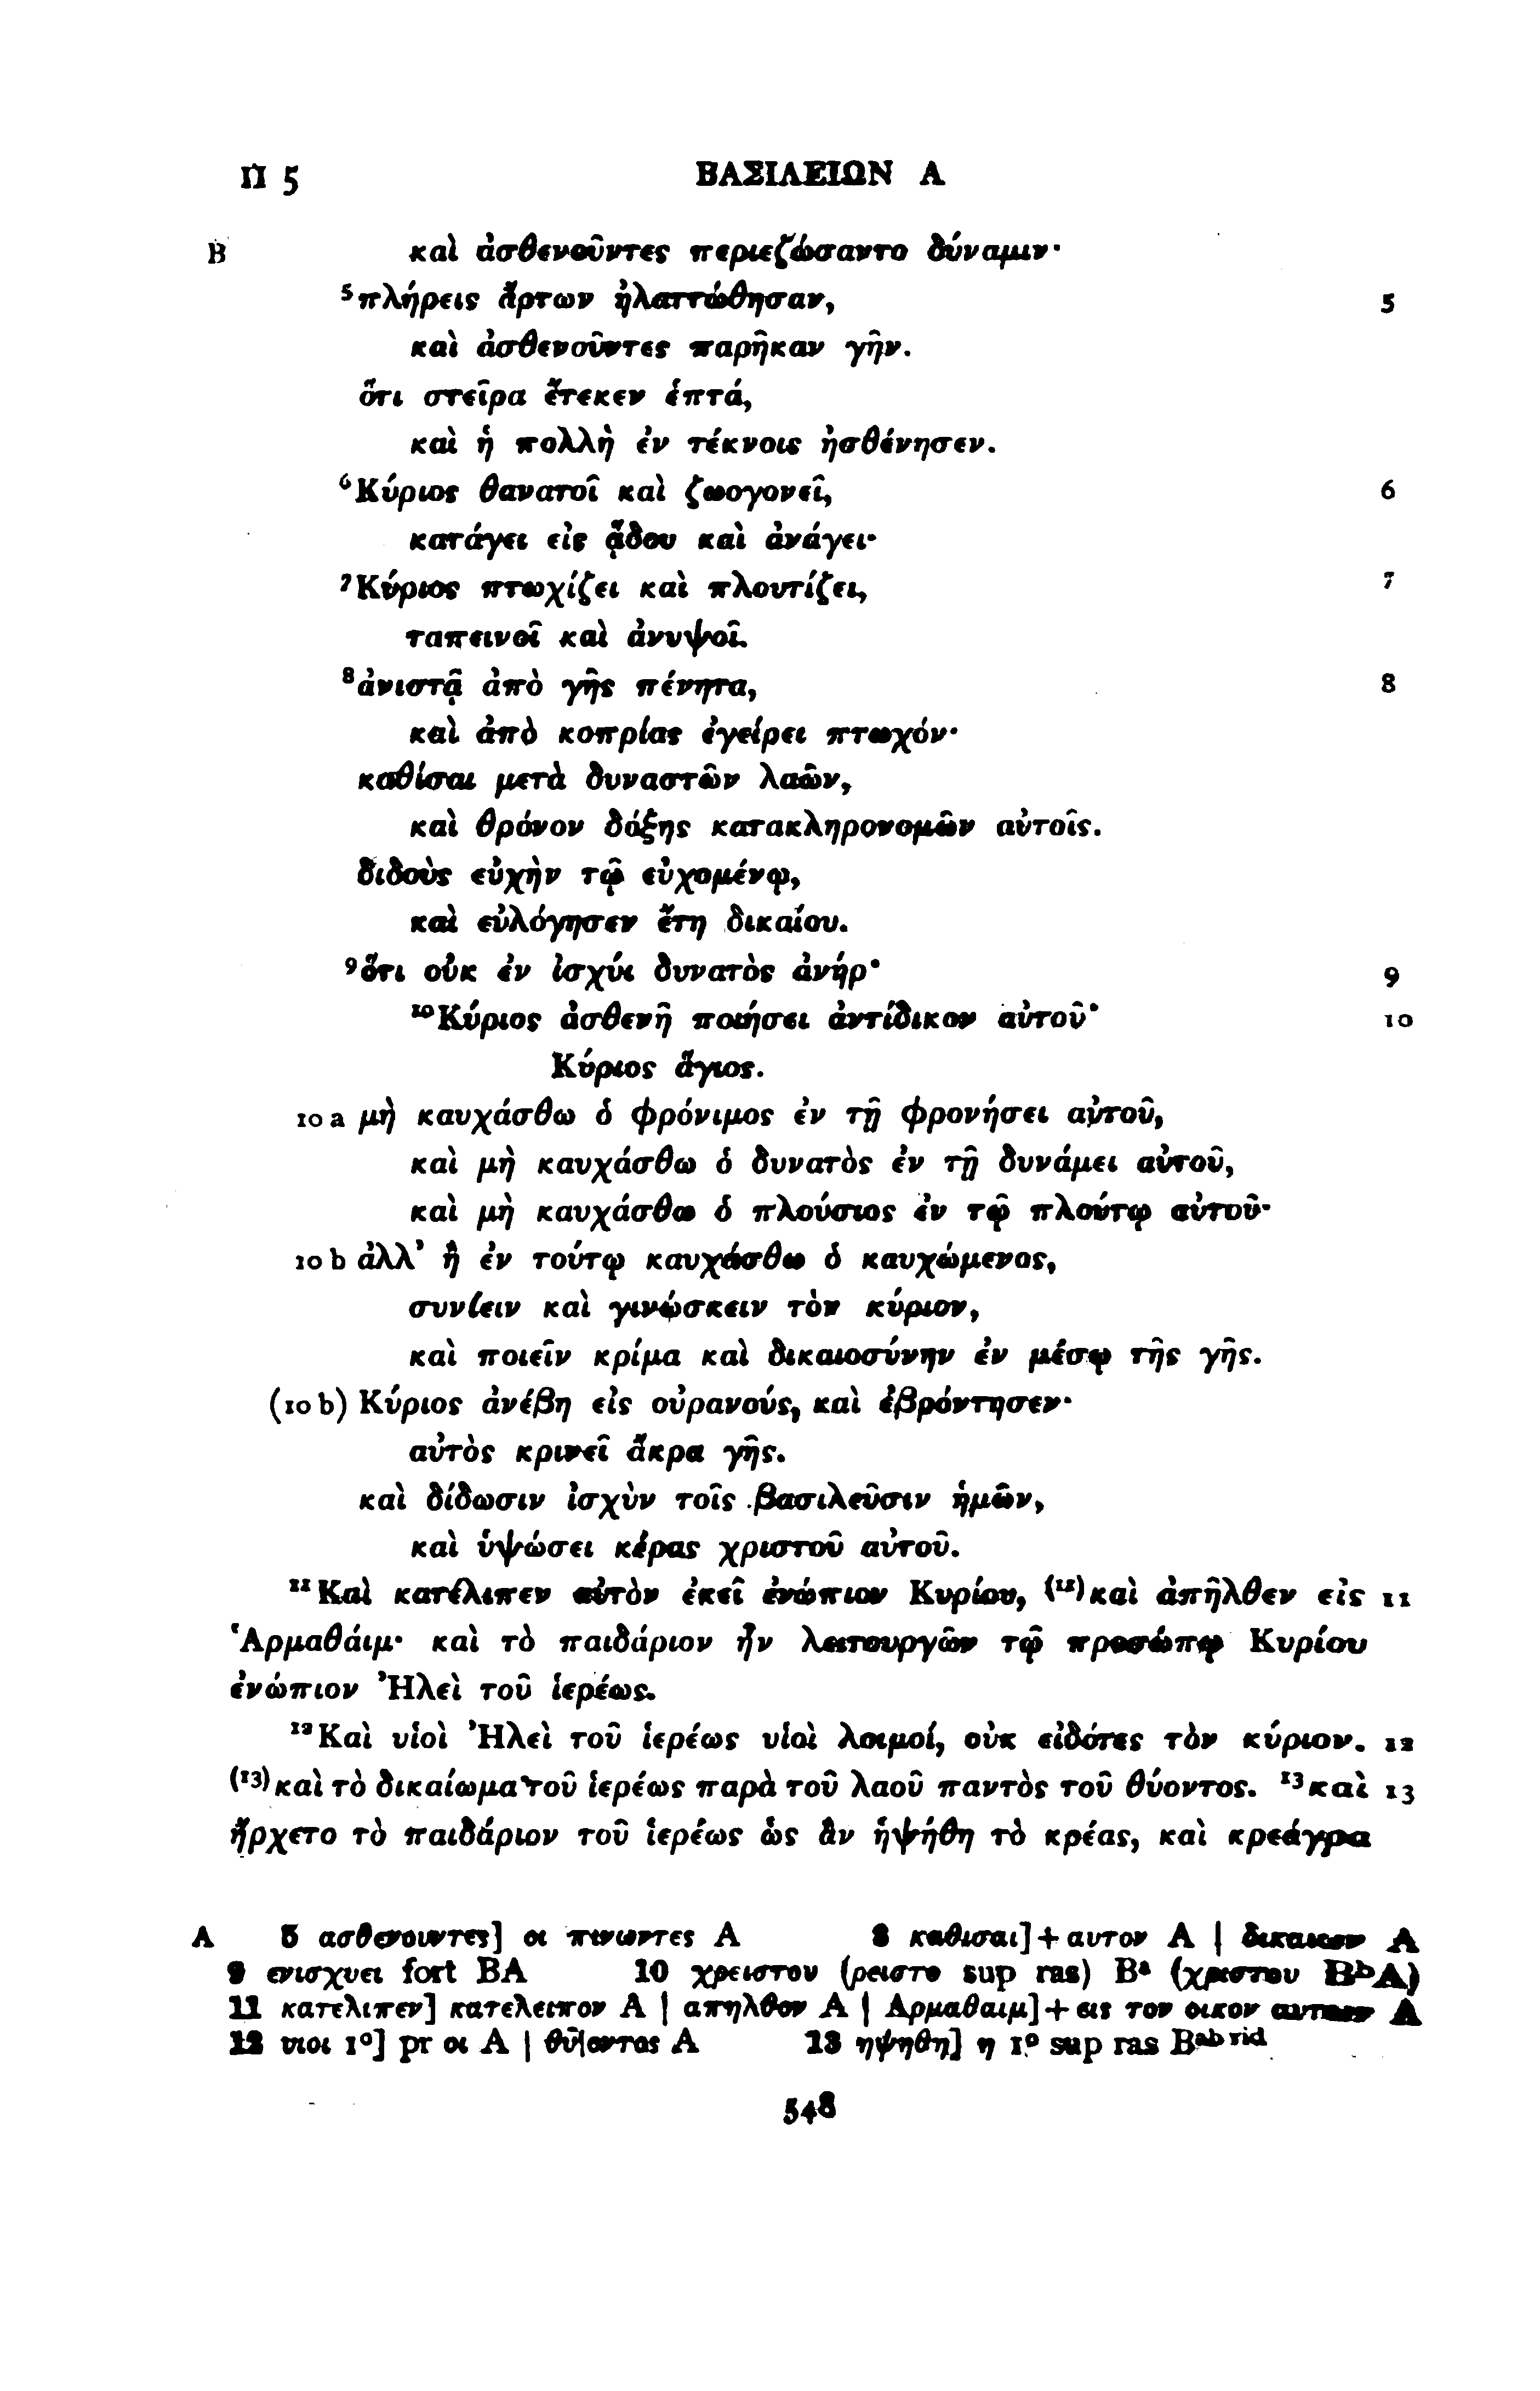 II 5 ΒΑΣΙΛΕΙΩΝ Α
B καὶ ἀσθενοῦντες περιεζώσαντο δύναμιν·
⁵πλήρεις ἄρτων ἠλαττώθησαν, 5
καὶ ἀσθενοῦντες παρῆκαν γῆν.
ὅτι στεῖρα ἔτεκεν ἑπτά,
καὶ ἡ πολλὴ ἐν τέκνοις ἠσθένησεν.
⁶Κύριος θανατοῖ καὶ ζωογονεῖ, 6
κατάγει εἰς ᾅδου καὶ ἀνάγει·
⁷Κύριος πτωχίζει καὶ πλουτίζει, 7
ταπεινοῖ καὶ ἀνυψοῖ.
⁸ἀνιστᾷ ἀπὸ γῆς πένητα, 8
καὶ ἀπὸ κοπρίας ἐγείρει πτωχόν·
καθίσαι μετὰ δυναστῶν λαῶν,
καὶ θρόνον δόξης κατακληρονομῶν αὐτοῖς.
διδοὺς εὐχὴν τῷ εὐχομένῳ,
καὶ εὐλόγησεν ἔτη δικαίου.
⁹ὅτι οὐκ ἐν ἰσχύι δυνατὸς ἀνήρ· 9
¹⁰Κύριος ἀσθενῆ ποιήσει ἀντίδικον αὐτοῦ· 10
Κύριος ἅγιος.
10 a μὴ καυχάσθω ὁ φρόνιμος ἐν τῇ φρονήσει αὐτοῦ,
καὶ μὴ καυχάσθω ὁ δυνατὸς ἐν τῇ δυνάμει αὐτοῦ,
καὶ μὴ καυχάσθω ὁ πλούσιος ἐν τῷ πλούτῳ αὐτοῦ·
10 b ἀλλ’ ἢ ἐν τούτῳ καυχάσθω ὁ καυχώμενος,
συνίειν καὶ γινώσκειν τὸν κύριον,
καὶ ποιεῖν κρίμα καὶ δικαιοσύνην ἐν μέσῳ τῆς γῆς.
(10 b) Κύριος ἀνέβη εἰς οὐρανούς, καὶ ἐβρόντησεν·
αὐτὸς κρινεῖ ἄκρα γῆς.
καὶ δίδωσιν ἰσχὺν τοῖς βασιλεῦσιν ἡμῶν,
καὶ ὑψώσει κέρας χριστοῦ αὐτοῦ.
¹¹Καὶ κατέλιπεν αὐτὸν ἐκεῖ ἐνώπιον Κυρίου, ⁽¹¹⁾καὶ ἀπῆλθεν εἰς 11
Ἁρμαθάιμ· καὶ τὸ παιδάριον ἦν λειτουργῶν τῷ προσώπῳ Κυρίου
ἐνώπιον Ἠλεὶ τοῦ ἱερέως.
¹²Καὶ υἱοὶ Ἠλεὶ τοῦ ἱερέως υἱοὶ λοιμοί, οὐκ εἰδότες τὸν κύριον. 12
⁽¹³⁾καὶ τὸ δικαίωμα τοῦ ἱερέως παρὰ τοῦ λαοῦ παντὸς τοῦ θύοντος. ¹³καὶ 13
ἤρχετο τὸ παιδάριον τοῦ ἱερέως ὡς ἂν ἡψήθη τὸ κρέας, καὶ κρεάγρα
A 5 ασθενουντες] οι πινωντες A 8 καθισαι]+αυτον A | δικαιων A
9 ενισχυει fort BA 10 χρειστου (ρειστο sup ras) Bᵃ (χριστου BᵇA)
11 κατελιπεν] κατελειπον A | απηλθον A | Αρμαθαιμ]+εις τον οικον αυτων A
12 υιοι 1°] pr οι A | θυ|οντος A 13 ηψηθη] η 1° sup ras Bᵃᵇ ᵛⁱᵈ
548